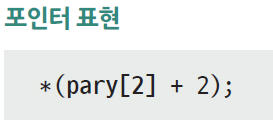 포인터 표현
*(pary[2] + 2);